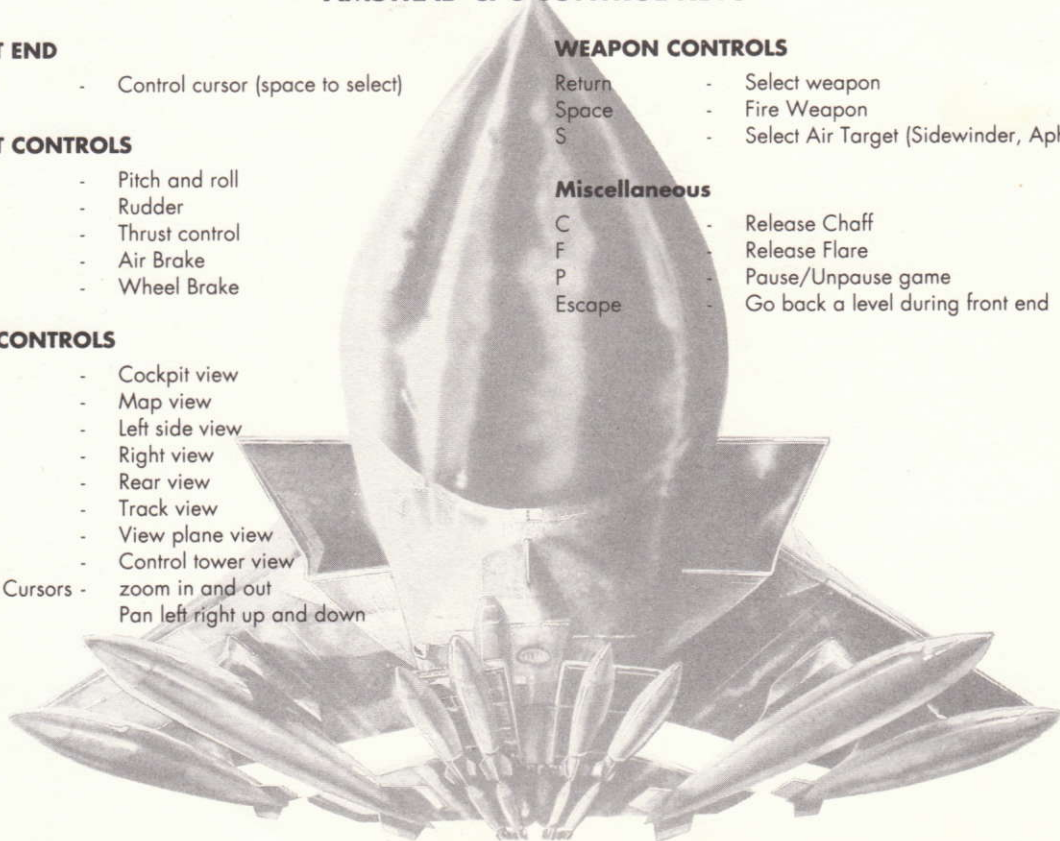 CONTROL KEYS
T END
- Control cursor (space to select)
T CONTROLS
- Pitch and roll
- Rudder
- Thrust control
- Air Brake
- Wheel Brake
CONTROLS
- Cockpit view
- Map view
- Left side view
- Right view
- Rear view
- Track view
- View plane view
- Control tower view
Cursors - zoom in and out
Pan left right up and down
WEAPON CONTROLS
Return - Select weapon
Space - Fire Weapon
S - Select Air Target (Sidewinder,
Miscellaneous
C - Release Chaff
F - Release Flare
P - Pause/Unpause game
Escape - Go back a level during front end